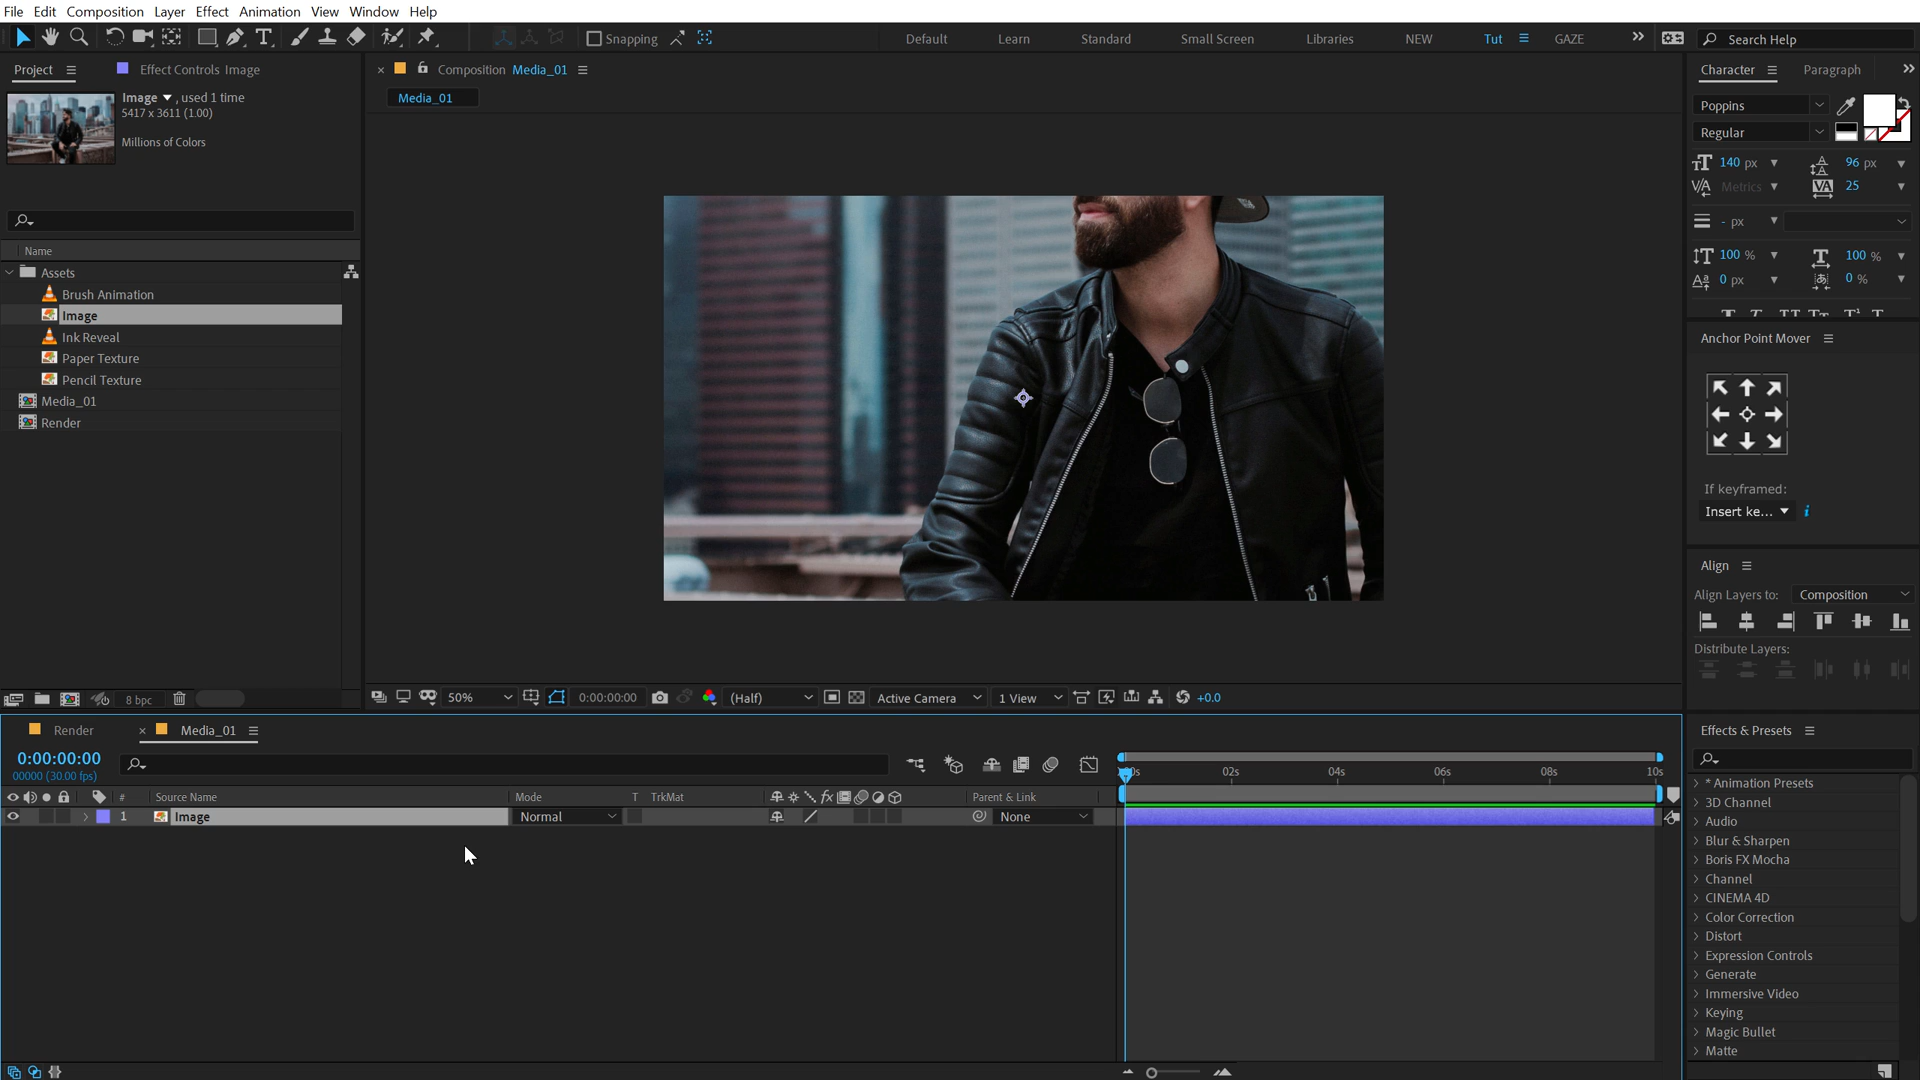 File Edit Composition Layer Effect Animation View Window Help
Snapping
Default Learn Standard Small Screen Libraries NEW Tut GAZE
Search Help
Project
Effect Controls Image
Image , used 1 time
5417 x 3611 (1.00)
Millions of Colors
Name
Assets
Brush Animation
Image
Ink Reveal
Paper Texture
Pencil Texture
Media_01
Render
8 bpc
Composition Media_01
Media_01
50%
0:00:00:00
(Half)
Active Camera
1 View
+0.0
Character Paragraph
Poppins
Regular
140 px
96 px
Metrics
25
- px
100 %
100 %
0 px
0 %
Anchor Point Mover
If keyframed:
Insert ke...
Align
Align Layers to: Composition
Distribute Layers:
Render
Media_01
0:00:00:00
00000 (30.00 fps)
# Source Name Mode T TrkMat Parent & Link
1 Image Normal None
02s 04s 06s 08s 10s
Effects & Presets
* Animation Presets
3D Channel
Audio
Blur & Sharpen
Boris FX Mocha
Channel
CINEMA 4D
Color Correction
Distort
Expression Controls
Generate
Immersive Video
Keying
Magic Bullet
Matte